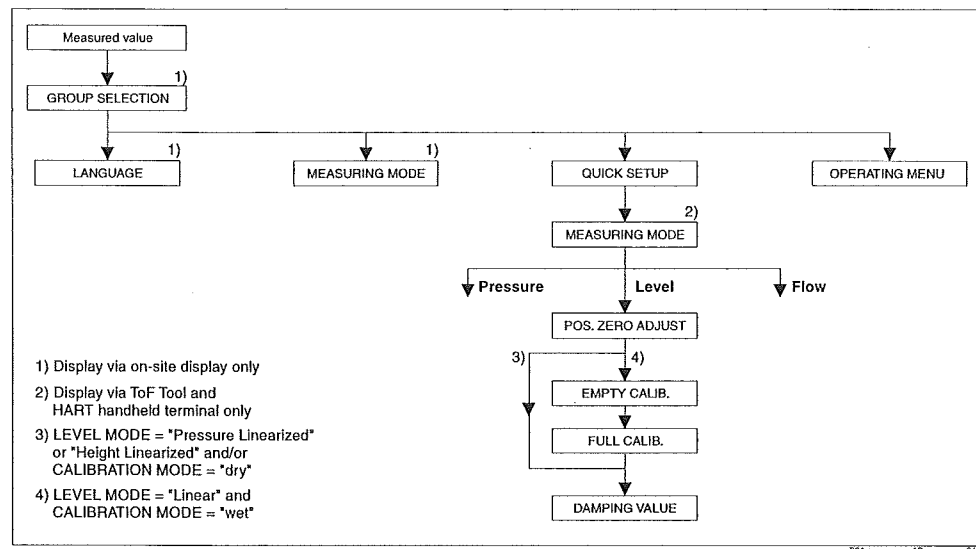 Measured value
1)
GROUP SELECTION
1)
1)
LANGUAGE
MEASURING MODE
QUICK SETUP
OPERATING MENU
2)
MEASURING MODE
Pressure
Level
Flow
POS. ZERO ADJUST
3)
4)
EMPTY CALIB.
FULL CALIB.
DAMPING VALUE
1) Display via on-site display only
2) Display via ToF Tool and
HART handheld terminal only
3) LEVEL MODE = "Pressure Linearized"
or "Height Linearized" and/or
CALIBRATION MODE = "dry"
4) LEVEL MODE = "Linear" and
CALIBRATION MODE = "wet"